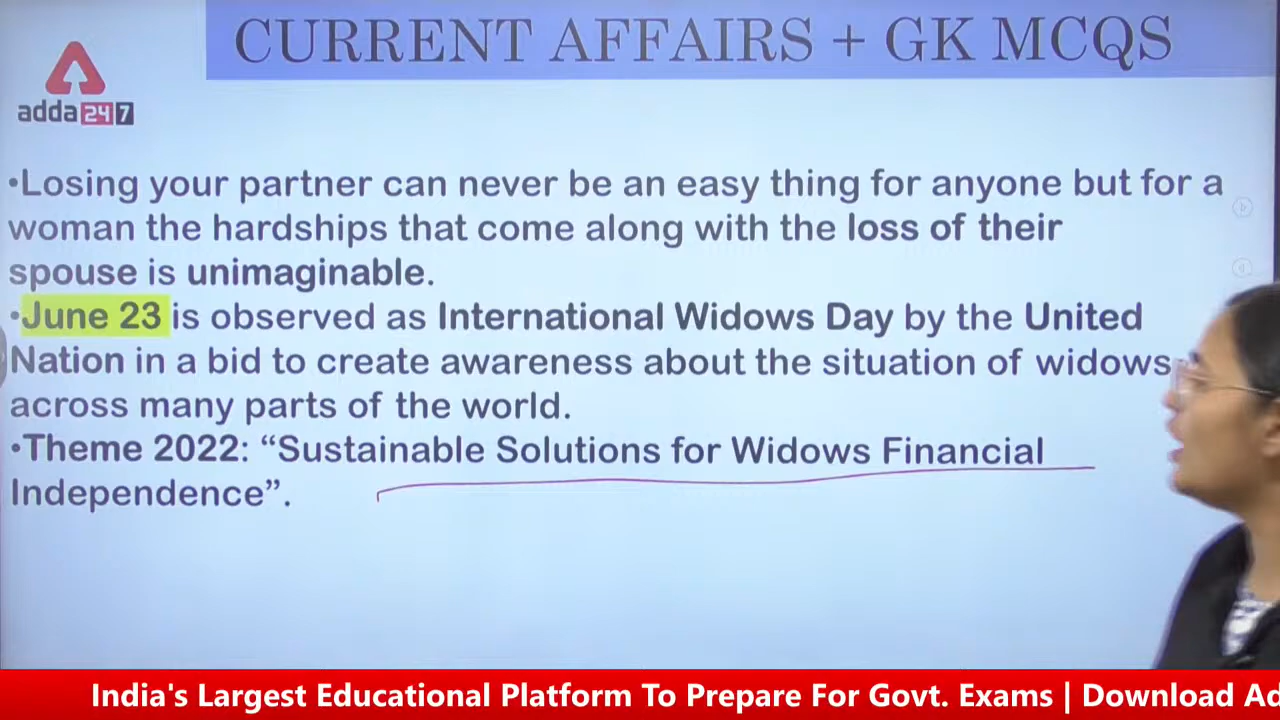 CURRENT AFFAIRS + GK MCQS
adda247
•Losing your partner can never be an easy thing for anyone but for a
woman the hardships that come along with the loss of their
spouse is unimaginable.
•June 23 is observed as International Widows Day by the United
Nation in a bid to create awareness about the situation of widows
across many parts of the world.
•Theme 2022: “Sustainable Solutions for Widows Financial
Independence”.
India's Largest Educational Platform To Prepare For Govt. Exams | Download Ad